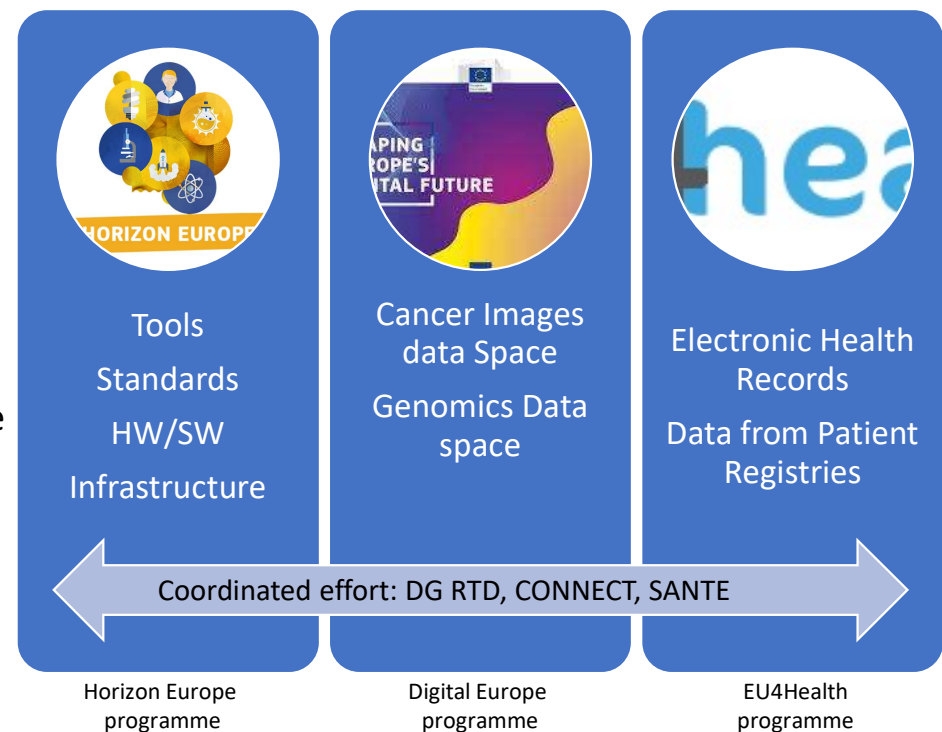 HORIZON EUROPE
APING
ROPE'S
ITAL FUTURE
hea
Tools
Standards
HW/SW
Infrastructure
Cancer Images
data Space
Genomics Data
space
Electronic Health
Records
Data from Patient
Registries
e
Coordinated effort: DG RTD, CONNECT, SANTE
Horizon Europe
programme
Digital Europe
programme
EU4Health
programme